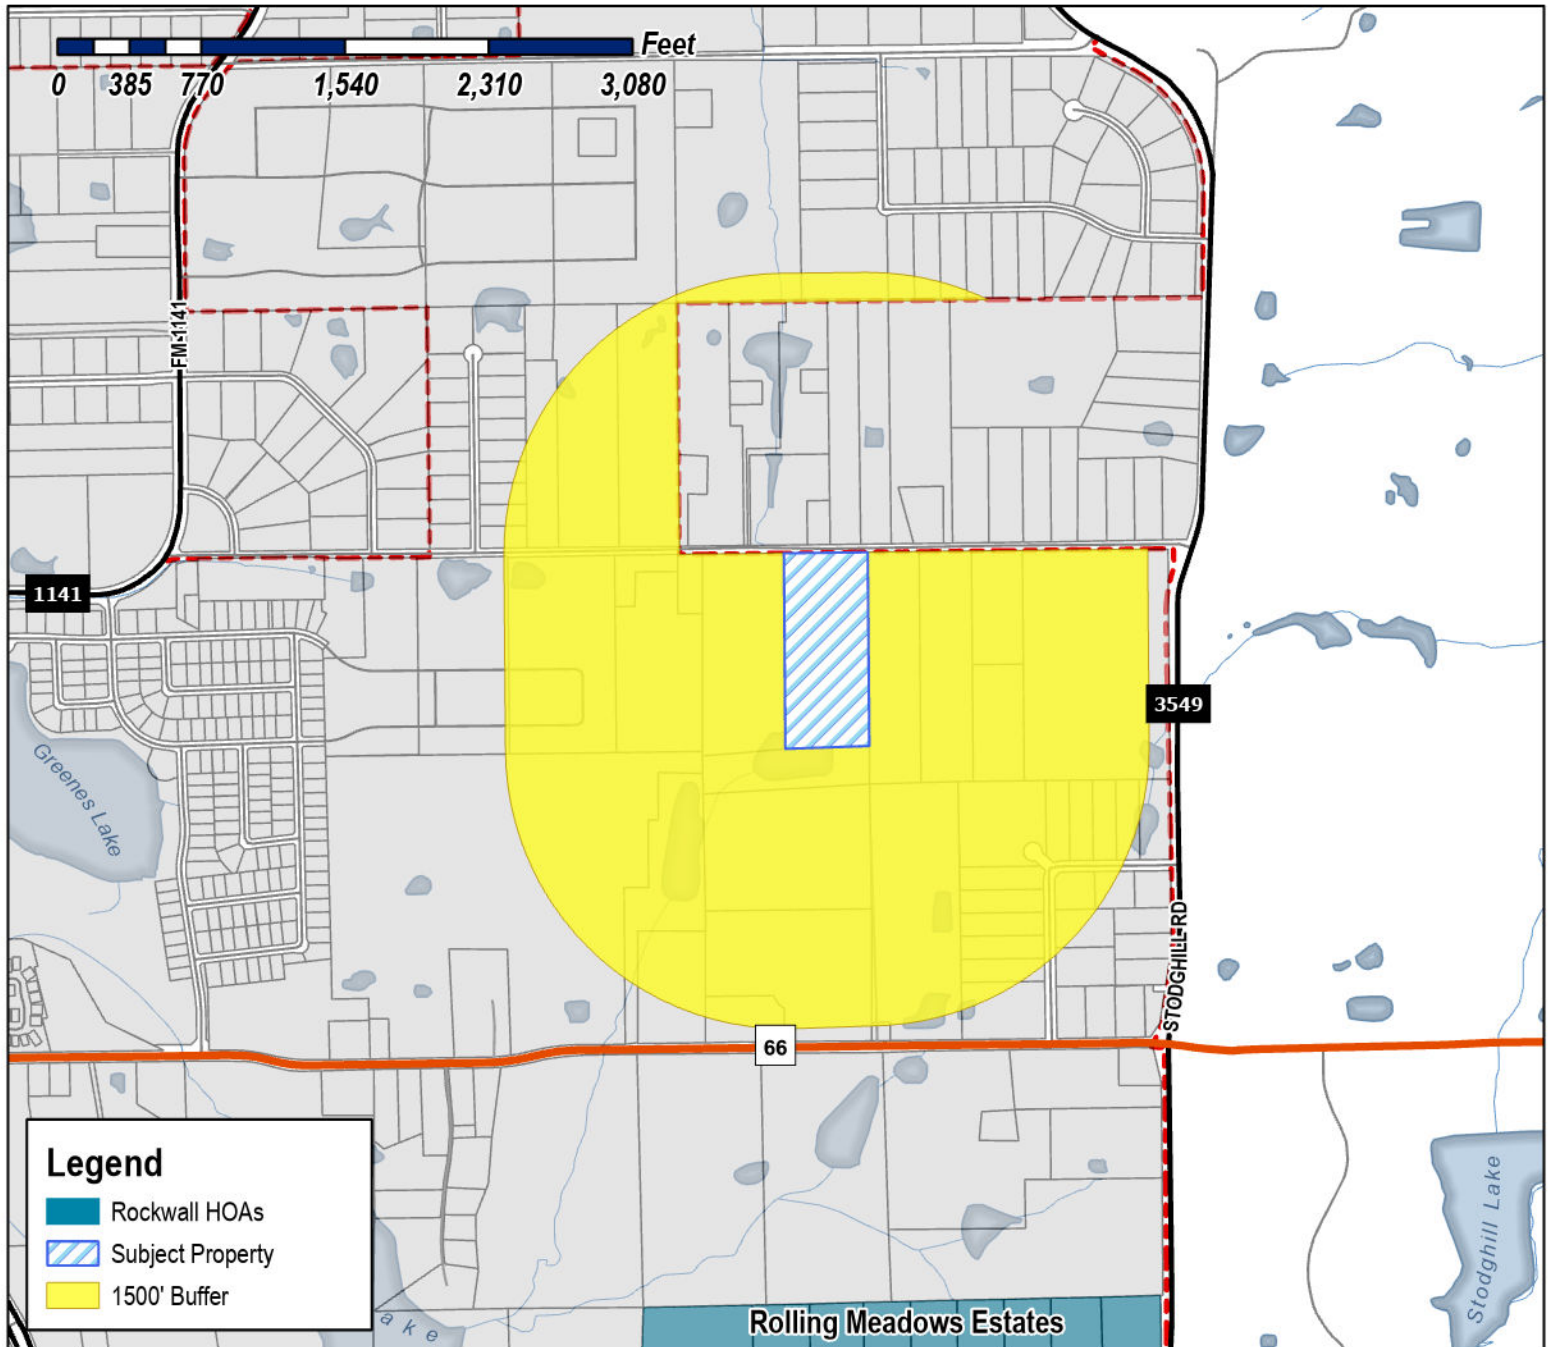 Feet
0 385 770 1,540 2,310 3,080
FM-1141
1141
3549
Greenes Lake
STODGHILL RD
66
Legend
Rockwall HOAs
Subject Property
1500' Buffer
ake
Rolling Meadows Estates
Stodghill Lake